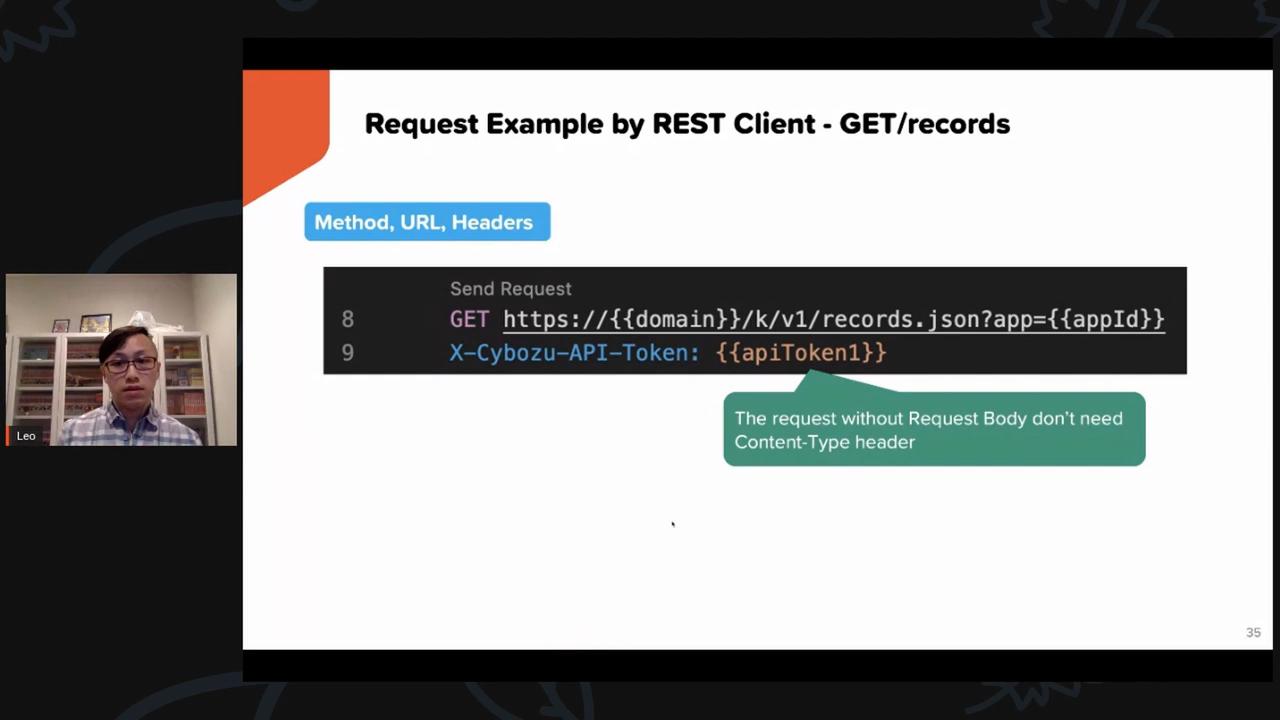 Request Example by REST Client - GET/records
Method, URL, Headers
Send Request
8 GET https://{{domain}}/k/v1/records.json?app={{appId}}
9 X-Cybozu-API-Token: {{apiToken1}}
The request without Request Body don't need
Content-Type header
Leo
35